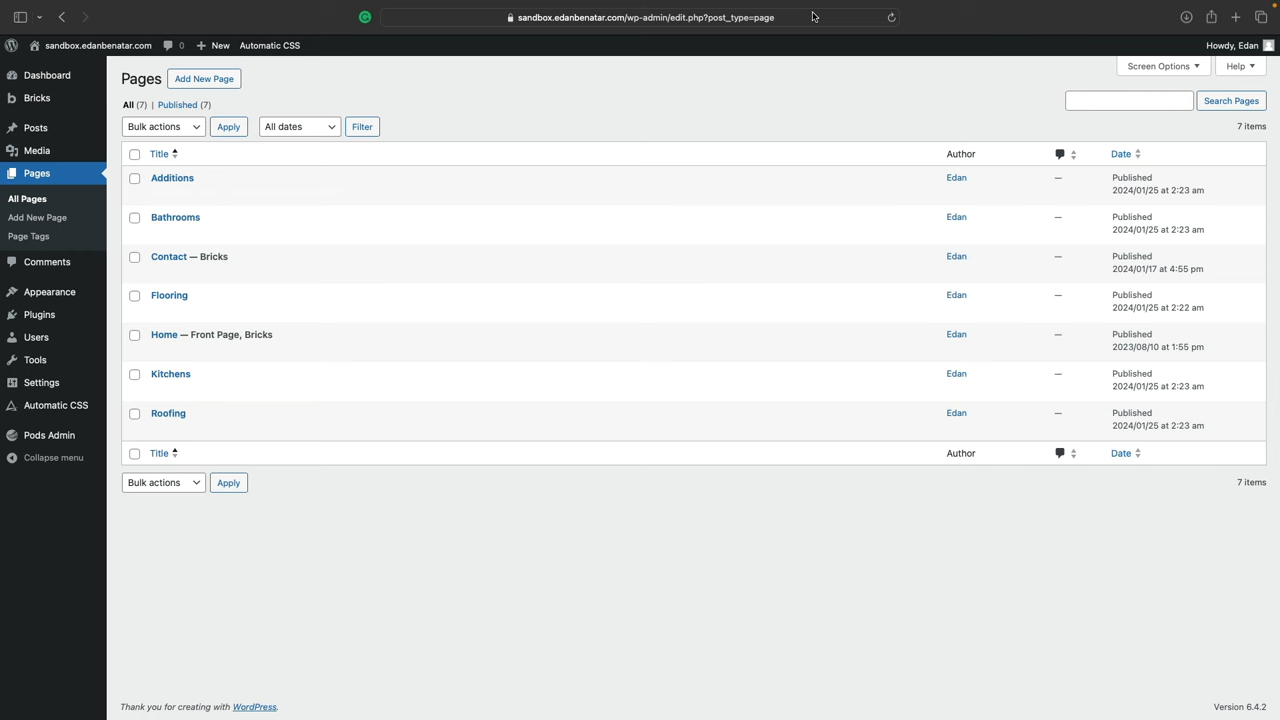 sandbox.edanbenatar.com/wp-admin/edit.php?post_type=page
sandbox.edanbenatar.com 0 New Automatic CSS Howdy, Edan
Dashboard
Bricks
Posts
Media
Pages
All Pages
Add New Page
Page Tags
Comments
Appearance
Plugins
Users
Tools
Settings
Automatic CSS
Pods Admin
Collapse menu
Screen Options Help
Pages Add New Page
All (7) | Published (7)
Search Pages
Bulk actions Apply All dates Filter 7 items
Title Author Date
Additions Edan — Published
2024/01/25 at 2:23 am
Bathrooms Edan — Published
2024/01/25 at 2:23 am
Contact — Bricks Edan — Published
2024/01/17 at 4:55 pm
Flooring Edan — Published
2024/01/25 at 2:22 am
Home — Front Page, Bricks Edan — Published
2023/08/10 at 1:55 pm
Kitchens Edan — Published
2024/01/25 at 2:23 am
Roofing Edan — Published
2024/01/25 at 2:23 am
Title Author Date
Bulk actions Apply 7 items
Thank you for creating with WordPress. Version 6.4.2